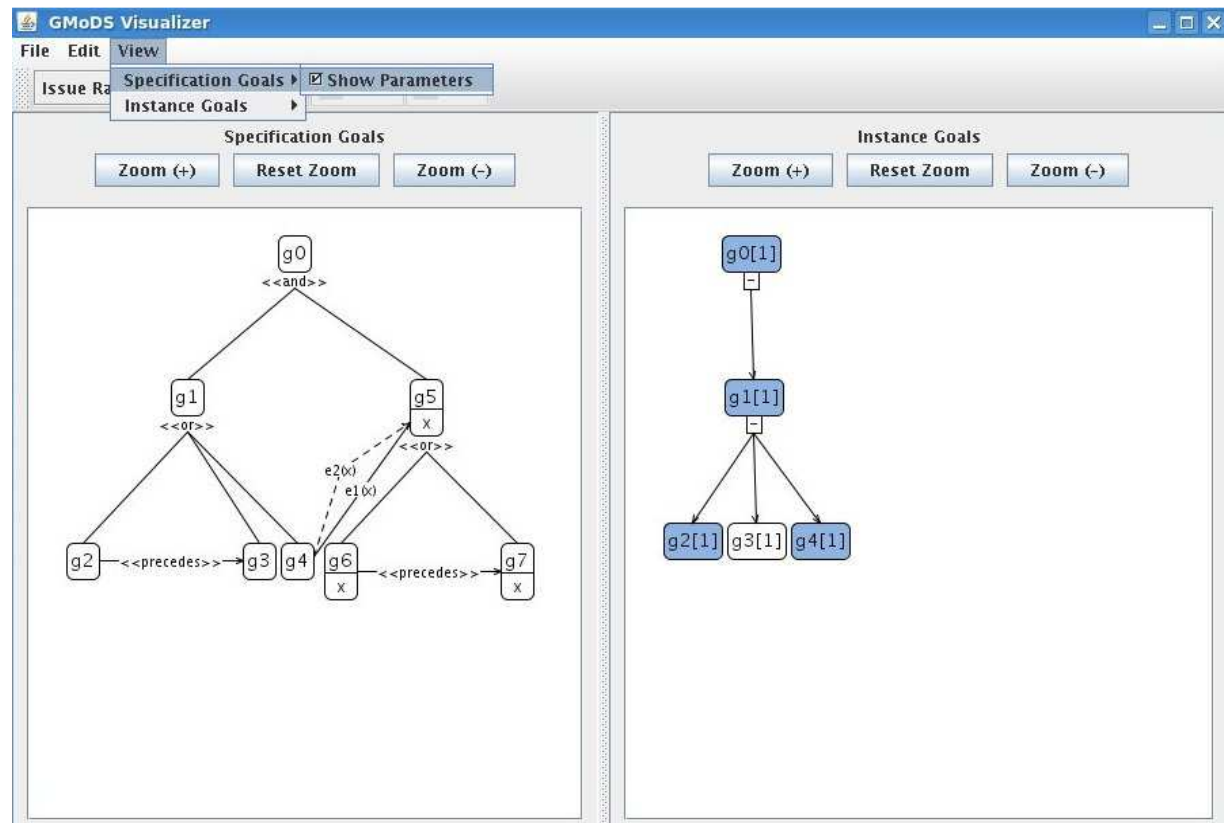 GMoDS Visualizer
File Edit View
Issue Ra
Specification Goals Show Parameters
Instance Goals
Specification Goals
Zoom (+) Reset Zoom Zoom (-)
Instance Goals
Zoom (+) Reset Zoom Zoom (-)
g0
<<and>>
g1
<<or>>
g5
x
<<or>>
e2(x)
e1(x)
g2
<<precedes>>
g3
g4
g6
x
<<precedes>>
g7
x
g0[1]
-
g1[1]
-
g2[1] g3[1] g4[1]